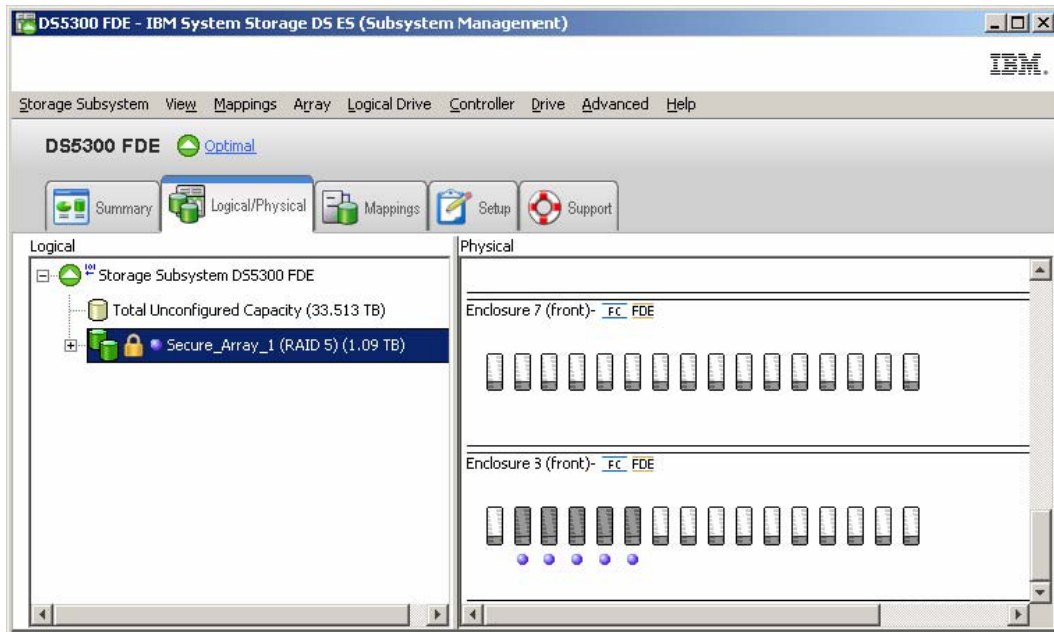 DS5300 FDE - IBM System Storage DS ES (Subsystem Management)
IBM.
Storage Subsystem View Mappings Array Logical Drive Controller Drive Advanced Help
DS5300 FDE Optimal
Summary Logical/Physical Mappings Setup Support
Logical
Storage Subsystem DS5300 FDE
Total Unconfigured Capacity (33.513 TB)
Secure_Array_1 (RAID 5) (1.09 TB)
Physical
Enclosure 7 (front)- FC FDE
Enclosure 3 (front)- FC FDE